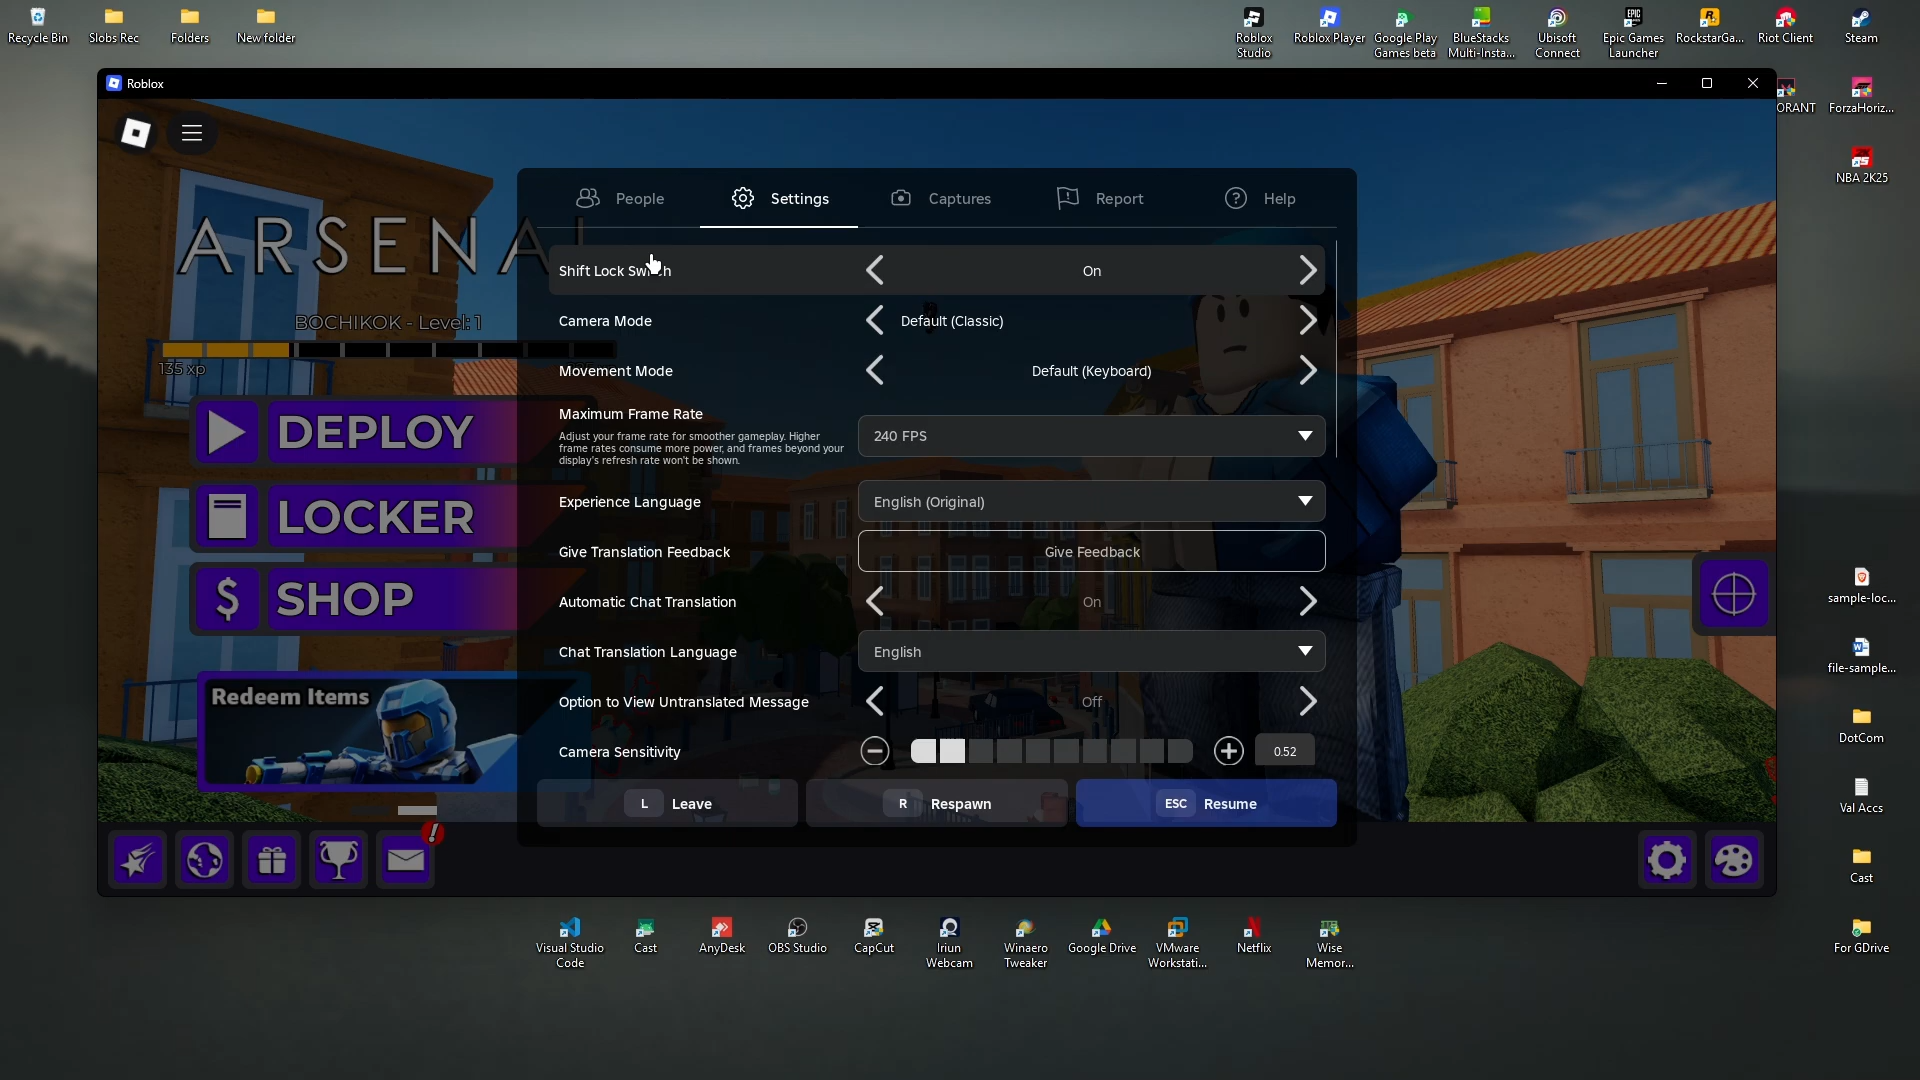 Recycle Bin
Slobs Rec
Folders
New folder
Roblox
Studio
Roblox Player
Google Play
Games beta
BlueStacks
Multi-Insta...
Ubisoft
Connect
Epic Games
Launcher
RockstarGa...
Riot Client
Steam
Roblox
ORANT
ForzaHoriz...
NBA 2K25
People
Settings
Captures
Report
Help
ARSENAL
BOCHIKOK - Level: 1
135 xp
DEPLOY
LOCKER
SHOP
Redeem Items
Shift Lock Switch
On
Camera Mode
Default (Classic)
Movement Mode
Default (Keyboard)
Maximum Frame Rate
Adjust your frame rate for smoother gameplay. Higher
frame rates consume more power, and frames beyond your
display's refresh rate won't be shown.
240 FPS
Experience Language
English (Original)
Give Translation Feedback
Give Feedback
Automatic Chat Translation
On
Chat Translation Language
English
Option to View Untranslated Message
Off
Camera Sensitivity
0.52
L Leave
R Respawn
ESC Resume
sample-loc...
file-sample...
DotCom
Val Accs
Cast
For GDrive
Visual Studio
Code
Cast
AnyDesk
OBS Studio
CapCut
Iriun
Webcam
Winaero
Tweaker
Google Drive
VMware
Workstati...
Netflix
Wise
Memor...